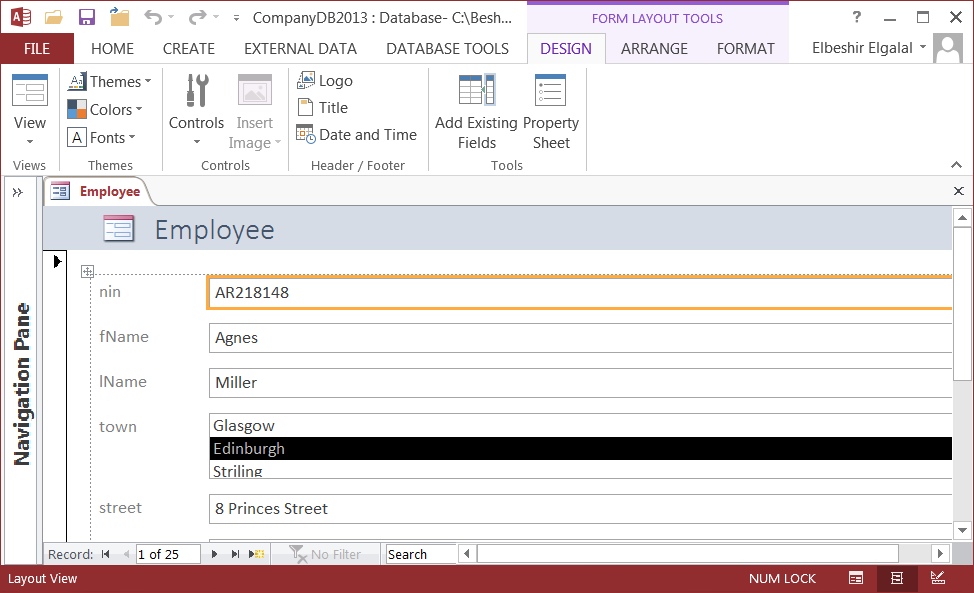 CompanyDB2013 : Database- C:\Besh...
FORM LAYOUT TOOLS
?
FILE
HOME
CREATE
EXTERNAL DATA
DATABASE TOOLS
DESIGN
ARRANGE
FORMAT
Elbeshir Elgalal
View
Views
Themes
Colors
Fonts
Themes
Controls
Insert
Image
Controls
Logo
Title
Date and Time
Header / Footer
Add Existing
Fields
Property
Sheet
Tools
Employee
Employee
Navigation Pane
nin AR218148
fName Agnes
lName Miller
town Glasgow
Edinburgh
Striling
street 8 Princes Street
Record: 1 of 25 No Filter Search
Layout View NUM LOCK